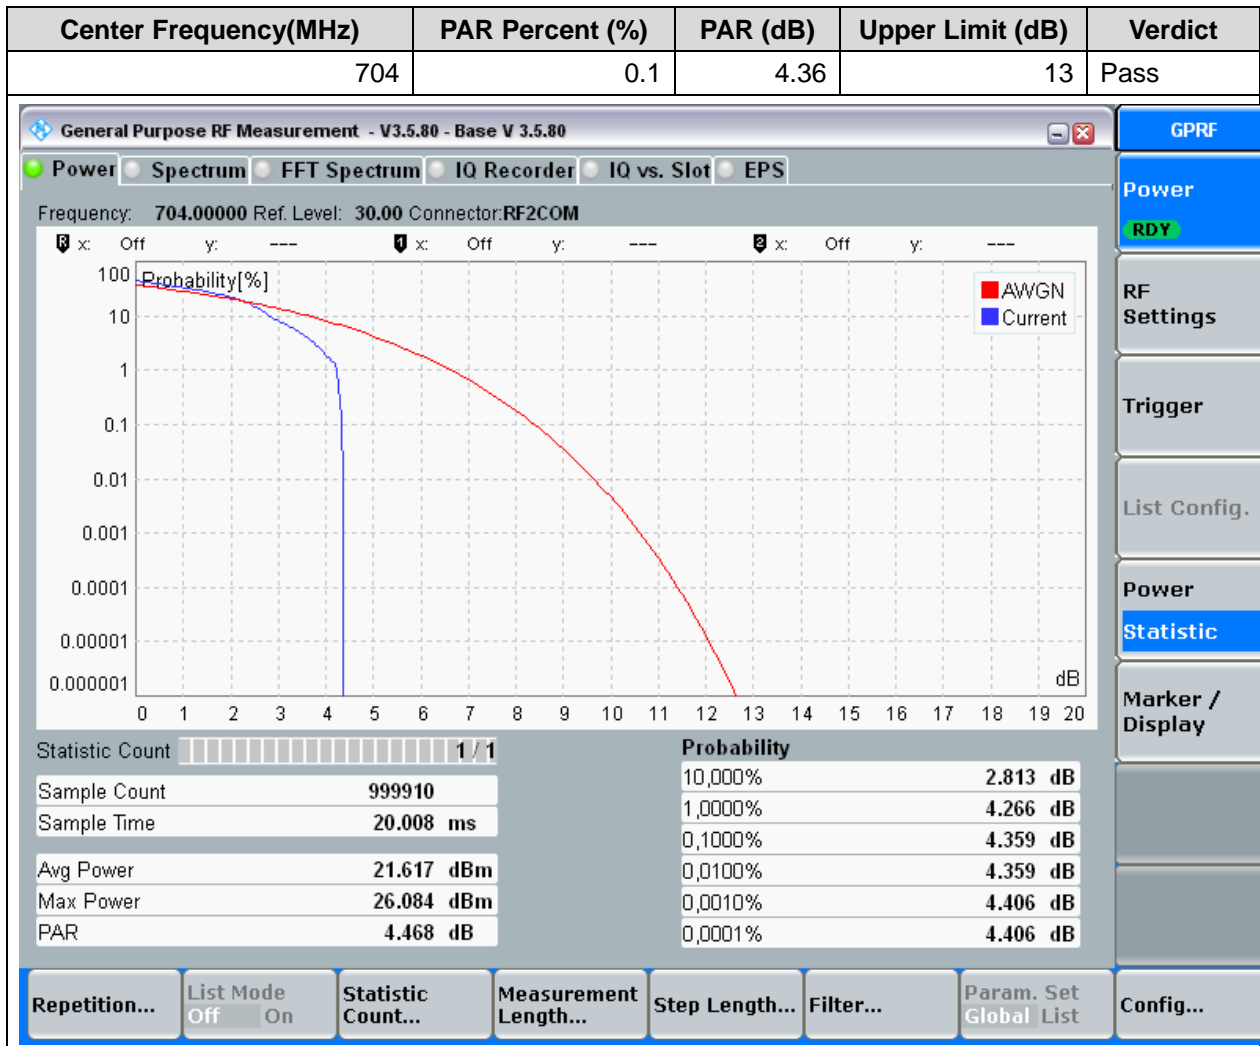 Center Frequency(MHz) PAR Percent (%) PAR (dB) Upper Limit (dB) Verdict
704 0.1 4.36 13 Pass
General Purpose RF Measurement - V3.5.80 - Base V 3.5.80
GPRF
Power Spectrum FFT Spectrum IQ Recorder IQ vs. Slot EPS
Power
RDY
Frequency: 704.00000 Ref. Level: 30.00 Connector:RF2COM
R x: Off y: --- 1 x: Off y: --- 2 x: Off y: ---
100 Probability[%]
AWGN
Current
10
1
0.1
0.01
0.001
0.0001
0.00001
0.000001
dB
0 1 2 3 4 5 6 7 8 9 10 11 12 13 14 15 16 17 18 19 20
RF
Settings
Trigger
List Config.
Power
Statistic
Marker /
Display
Statistic Count 1 / 1
Sample Count 999910
Sample Time 20.008 ms
Avg Power 21.617 dBm
Max Power 26.084 dBm
PAR 4.468 dB
Probability
10,000% 2.813 dB
1,0000% 4.266 dB
0,1000% 4.359 dB
0,0100% 4.359 dB
0,0010% 4.406 dB
0,0001% 4.406 dB
Repetition...
List Mode
Off On
Statistic
Count...
Measurement
Length...
Step Length...
Filter...
Param. Set
Global List
Config...